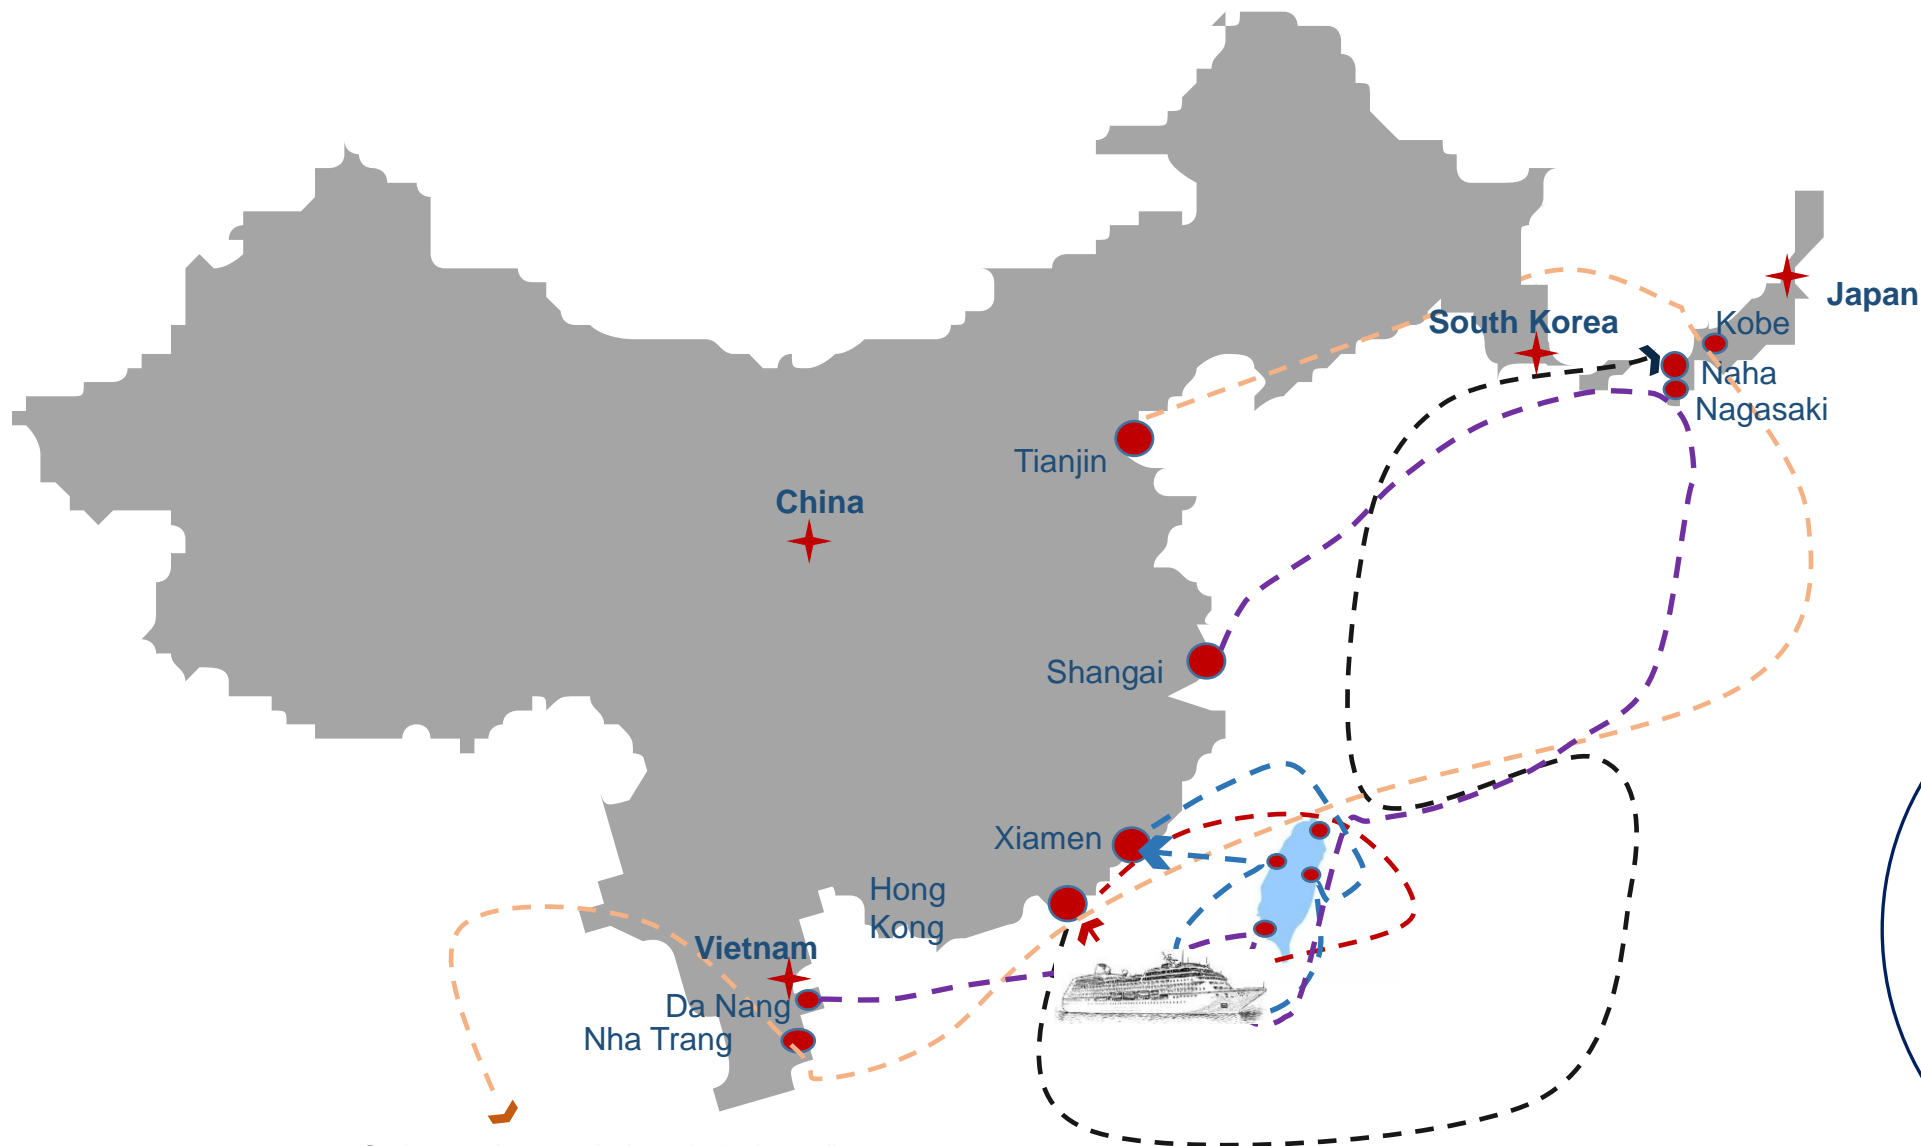 Japan
South Korea
Kobe
Naha
Nagasaki
Tianjin
China
Shangai
Xiamen
Hong
Kong
Vietnam
Da Nang
Nha Trang